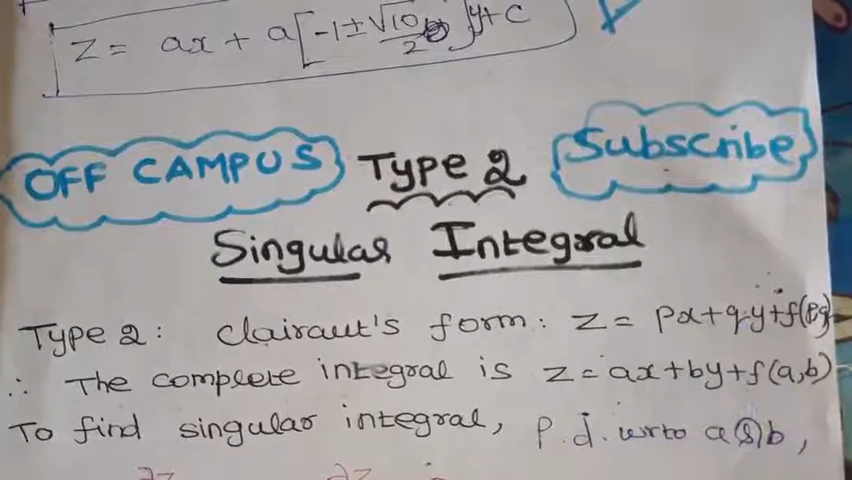 Z = ax + a[-1±√10/2]y + C
OFF CAMPUS Type 2 Subscribe
Singular Integral
Type 2: Clairaut's form: Z = px+qy+f(p,q)
∴ The complete integral is Z = ax+by+f(a,b)
To find singular integral, p.d. w.r.to a & b,
∂z ∂z